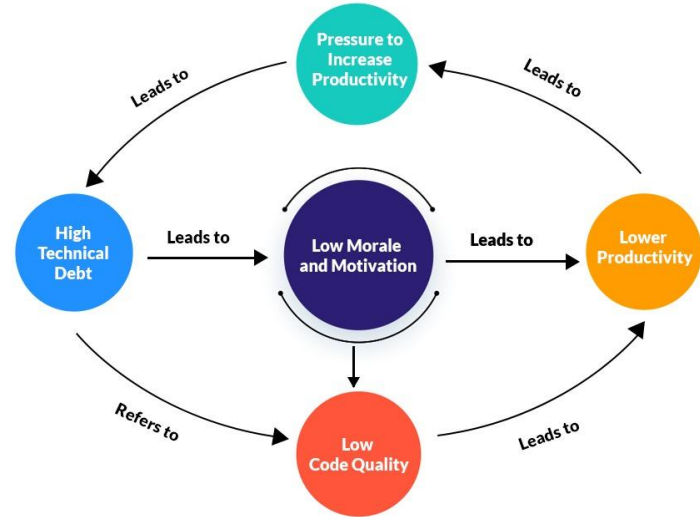 Pressure to
Increase
Productivity
Leads to
Leads to
High
Technical
Debt
Leads to
Low Morale
and Motivation
Leads to
Lower
Productivity
Refers to
Low
Code Quality
Leads to